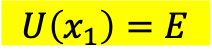 U(x₁) = E